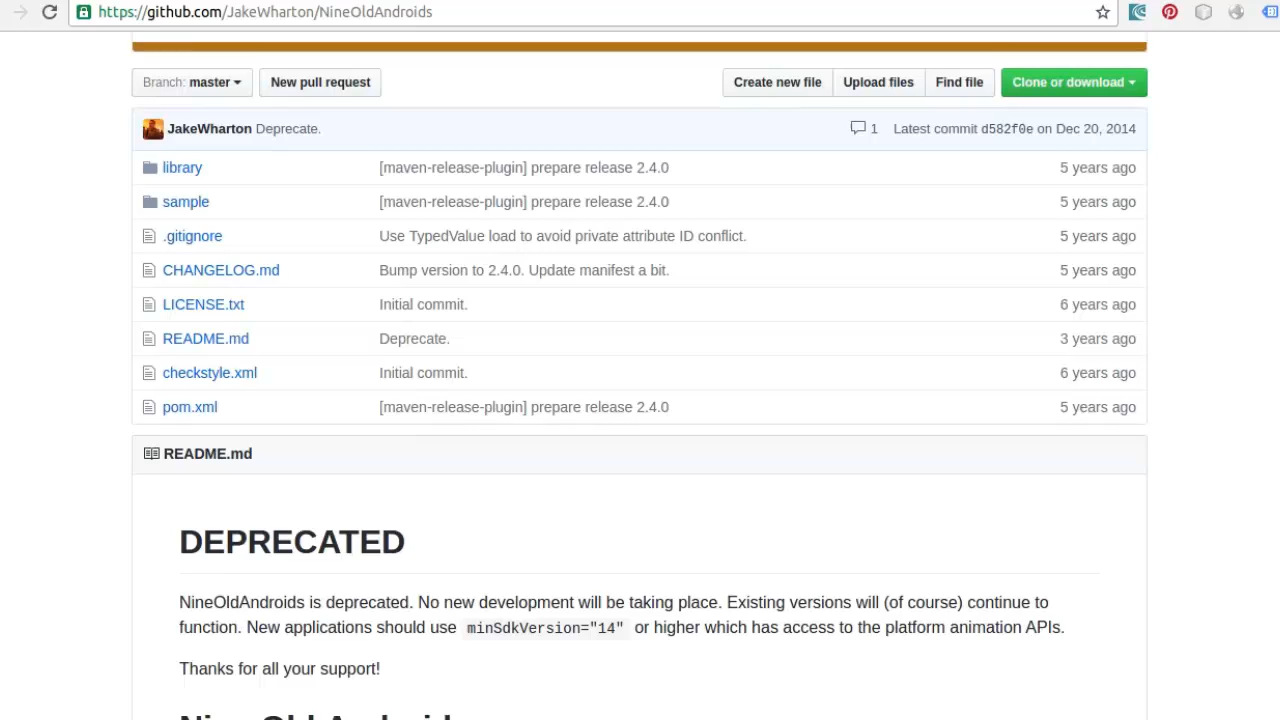 https://github.com/JakeWharton/NineOldAndroids
Branch: master New pull request Create new file Upload files Find file Clone or download
JakeWharton Deprecate. 1 Latest commit d582f0e on Dec 20, 2014
library [maven-release-plugin] prepare release 2.4.0 5 years ago
sample [maven-release-plugin] prepare release 2.4.0 5 years ago
.gitignore Use TypedValue load to avoid private attribute ID conflict. 5 years ago
CHANGELOG.md Bump version to 2.4.0. Update manifest a bit. 5 years ago
LICENSE.txt Initial commit. 6 years ago
README.md Deprecate. 3 years ago
checkstyle.xml Initial commit. 6 years ago
pom.xml [maven-release-plugin] prepare release 2.4.0 5 years ago
README.md
DEPRECATED
NineOldAndroids is deprecated. No new development will be taking place. Existing versions will (of course) continue to
function. New applications should use minSdkVersion="14" or higher which has access to the platform animation APIs.
Thanks for all your support!